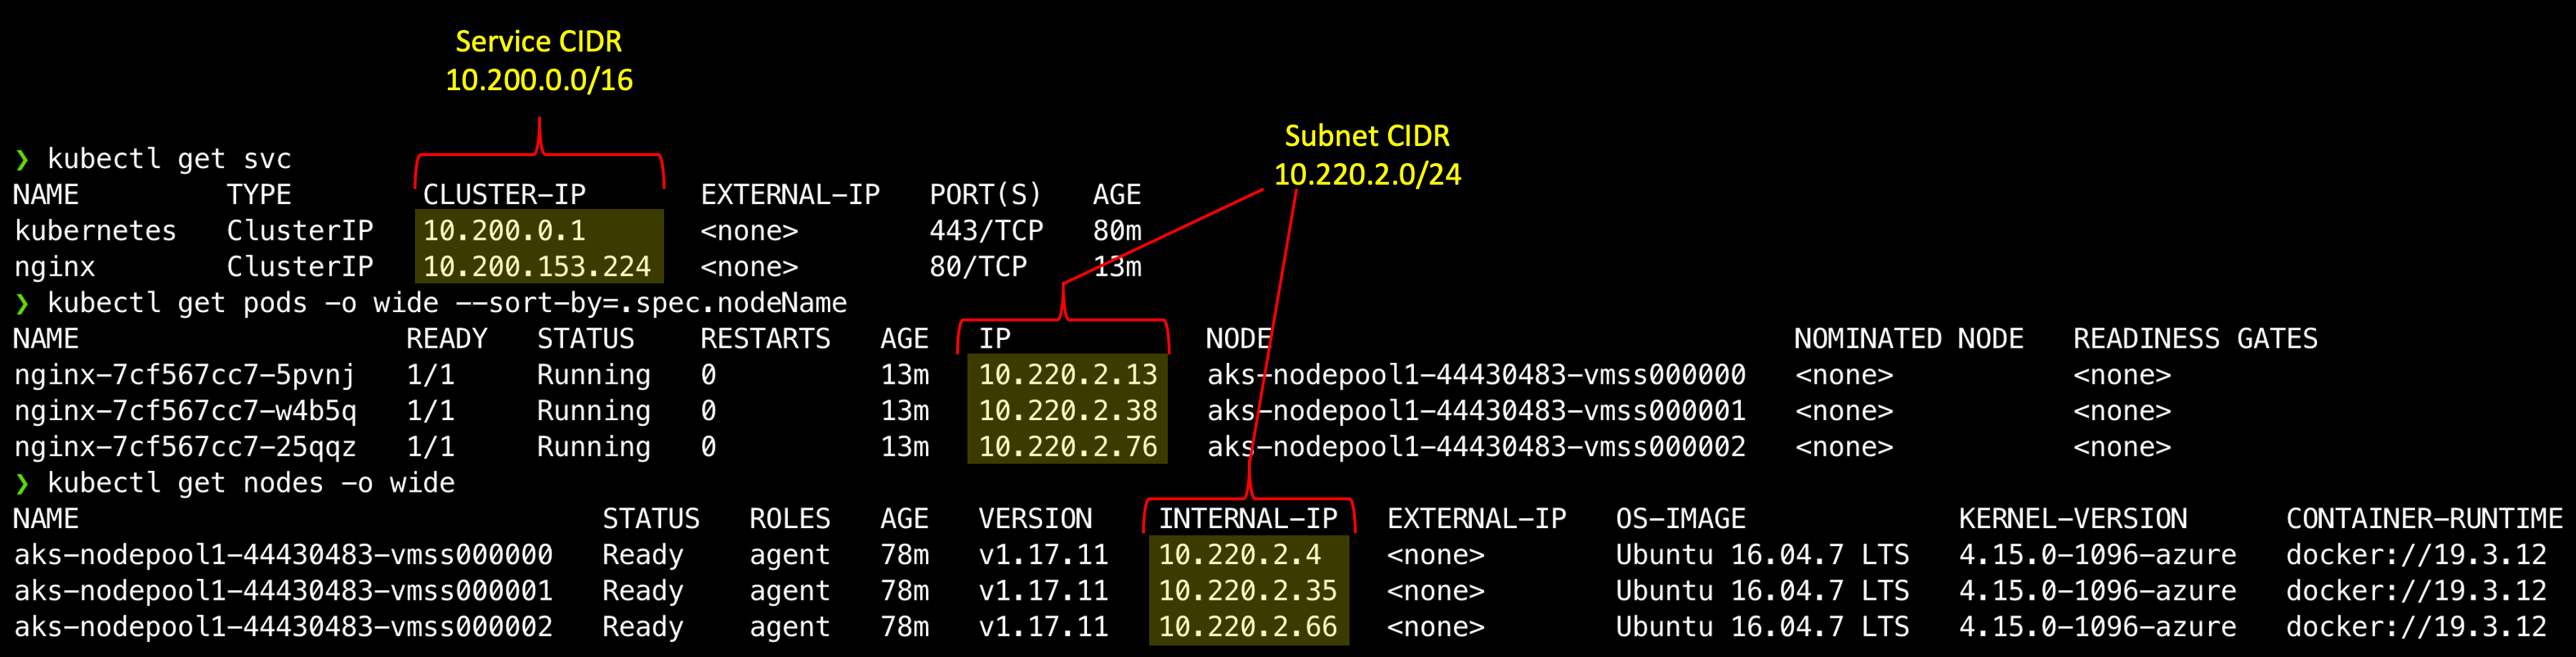 Service CIDR
10.200.0.0/16
Subnet CIDR
10.220.2.0/24
❯ kubectl get svc
NAME TYPE CLUSTER-IP EXTERNAL-IP PORT(S) AGE
kubernetes ClusterIP 10.200.0.1 <none> 443/TCP 80m
nginx ClusterIP 10.200.153.224 <none> 80/TCP 13m
❯ kubectl get pods -o wide --sort-by=.spec.nodeName
NAME READY STATUS RESTARTS AGE IP NODE NOMINATED NODE READINESS GATES
nginx-7cf567cc7-5pvnj 1/1 Running 0 13m 10.220.2.13 aks-nodepool1-44430483-vmss000000 <none> <none>
nginx-7cf567cc7-w4b5q 1/1 Running 0 13m 10.220.2.38 aks-nodepool1-44430483-vmss000001 <none> <none>
nginx-7cf567cc7-25qqz 1/1 Running 0 13m 10.220.2.76 aks-nodepool1-44430483-vmss000002 <none> <none>
❯ kubectl get nodes -o wide
NAME STATUS ROLES AGE VERSION INTERNAL-IP EXTERNAL-IP OS-IMAGE KERNEL-VERSION CONTAINER-RUNTIME
aks-nodepool1-44430483-vmss000000 Ready agent 78m v1.17.11 10.220.2.4 <none> Ubuntu 16.04.7 LTS 4.15.0-1096-azure docker://19.3.12
aks-nodepool1-44430483-vmss000001 Ready agent 78m v1.17.11 10.220.2.35 <none> Ubuntu 16.04.7 LTS 4.15.0-1096-azure docker://19.3.12
aks-nodepool1-44430483-vmss000002 Ready agent 78m v1.17.11 10.220.2.66 <none> Ubuntu 16.04.7 LTS 4.15.0-1096-azure docker://19.3.12